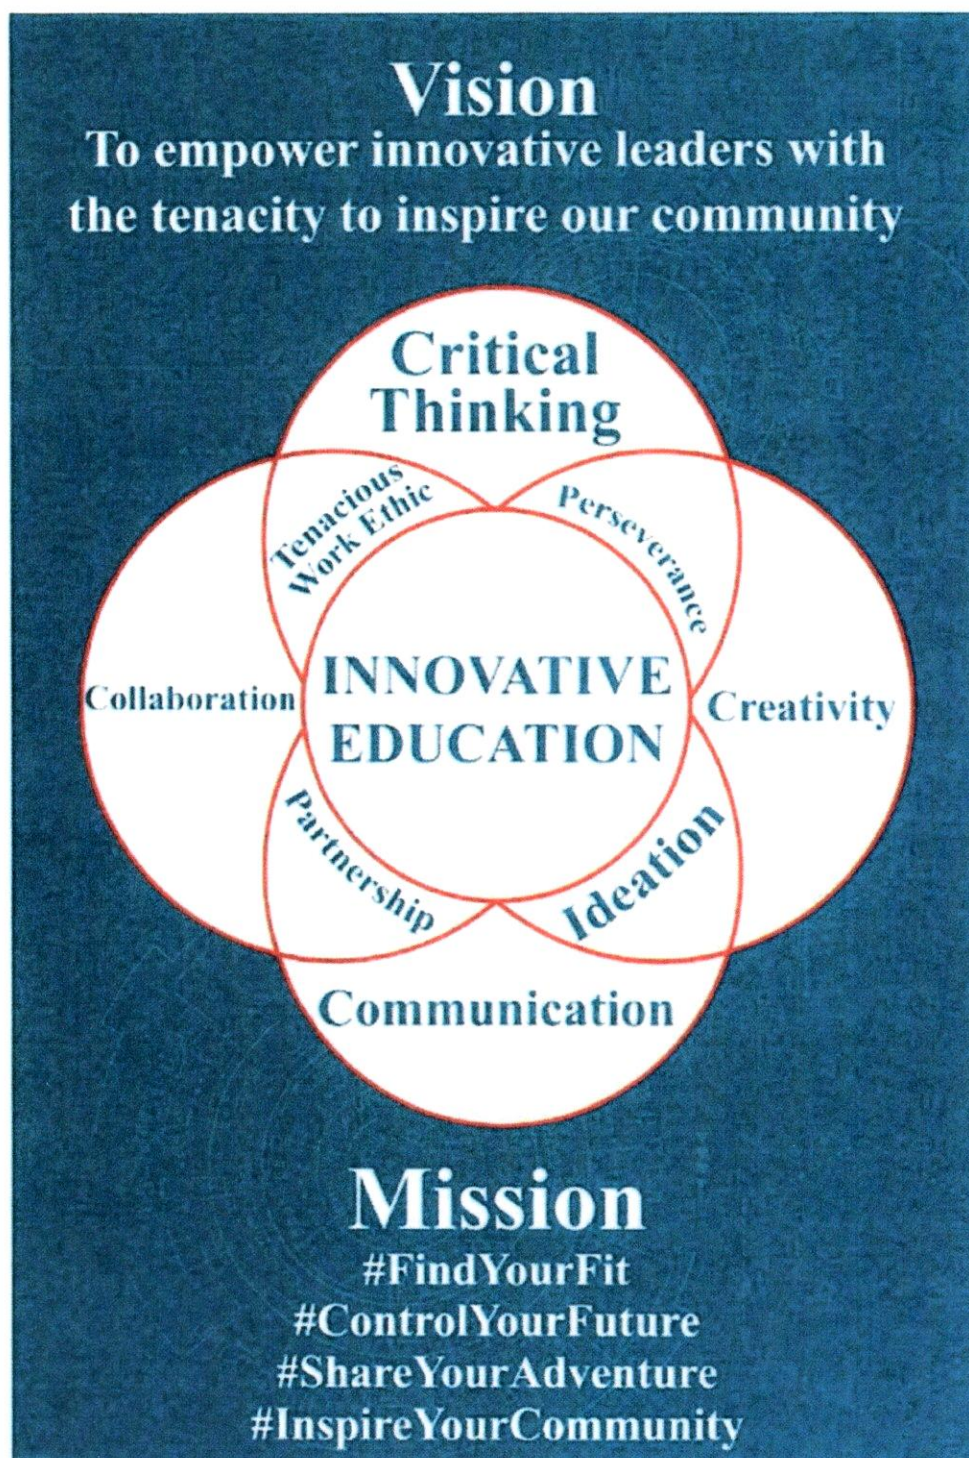 Vision
To empower innovative leaders with
the tenacity to inspire our community
Critical
Thinking
Tenacious
Work Ethic
Perseverance
INNOVATIVE
EDUCATION
Collaboration
Creativity
Partnership
Ideation
Communication
Mission
#FindYourFit
#ControlYourFuture
#ShareYourAdventure
#InspireYourCommunity